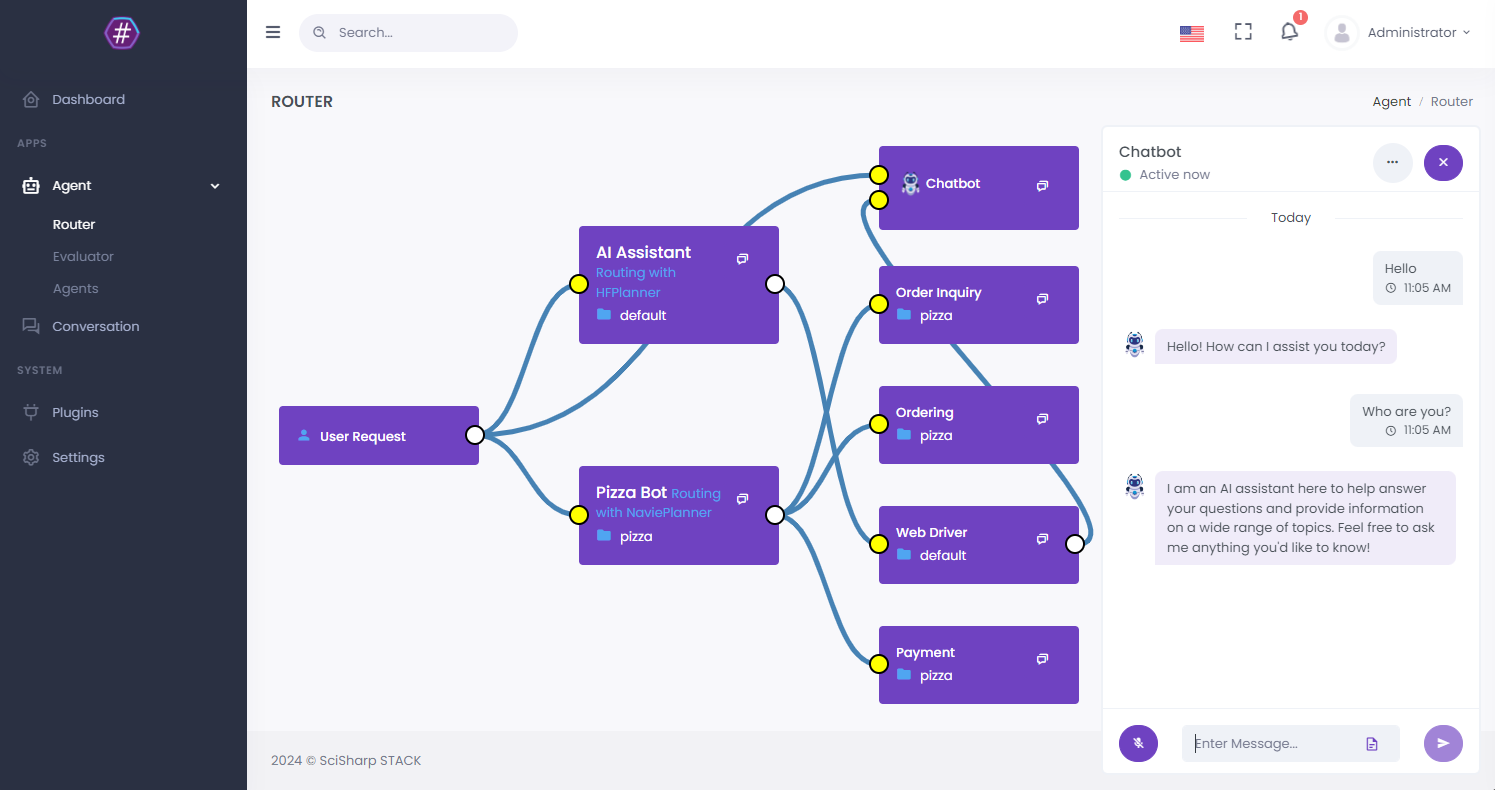 #
Dashboard
APPS
Agent
Router
Evaluator
Agents
Conversation
SYSTEM
Plugins
Settings
Search...
1
Administrator
ROUTER
Agent / Router
User Request
AI Assistant
Routing with
HFPlanner
default
Pizza Bot Routing
with NaviePlanner
pizza
Chatbot
Order Inquiry
pizza
Ordering
pizza
Web Driver
default
Payment
pizza
Chatbot
Active now
Today
Hello
11:05 AM
Hello! How can I assist you today?
Who are you?
11:05 AM
I am an AI assistant here to help answer
your questions and provide information
on a wide range of topics. Feel free to ask
me anything you'd like to know!
Enter Message...
2024 © SciSharp STACK